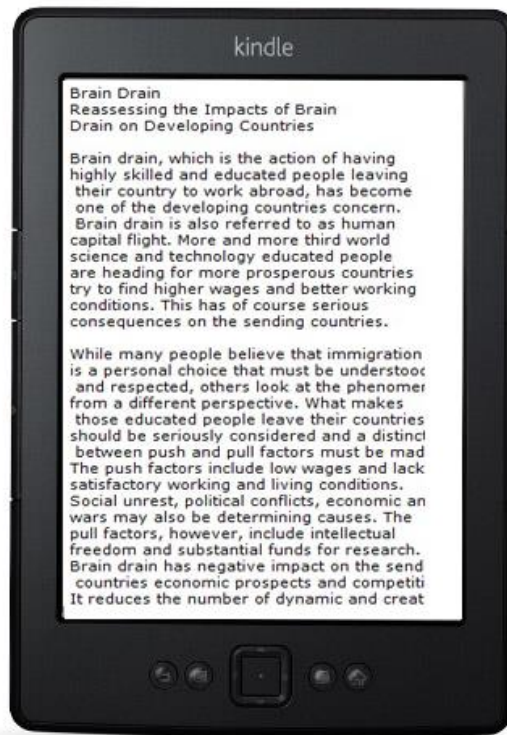 kindle
Brain Drain
Reassessing the Impacts of Brain
Drain on Developing Countries
Brain drain, which is the action of having
highly skilled and educated people leaving
their country to work abroad, has become
one of the developing countries concern.
Brain drain is also referred to as human
capital flight. More and more third world
science and technology educated people
are heading for more prosperous countries
try to find higher wages and better working
conditions. This has of course serious
consequences on the sending countries.
While many people believe that immigration
is a personal choice that must be understood
and respected, others look at the phenomen
from a different perspective. What makes
those educated people leave their countries
should be seriously considered and a distinct
between push and pull factors must be mad
The push factors include low wages and lack
satisfactory working and living conditions.
Social unrest, political conflicts, economic an
wars may also be determining causes. The
pull factors, however, include intellectual
freedom and substantial funds for research.
Brain drain has negative impact on the send
countries economic prospects and competiti
It reduces the number of dynamic and creat